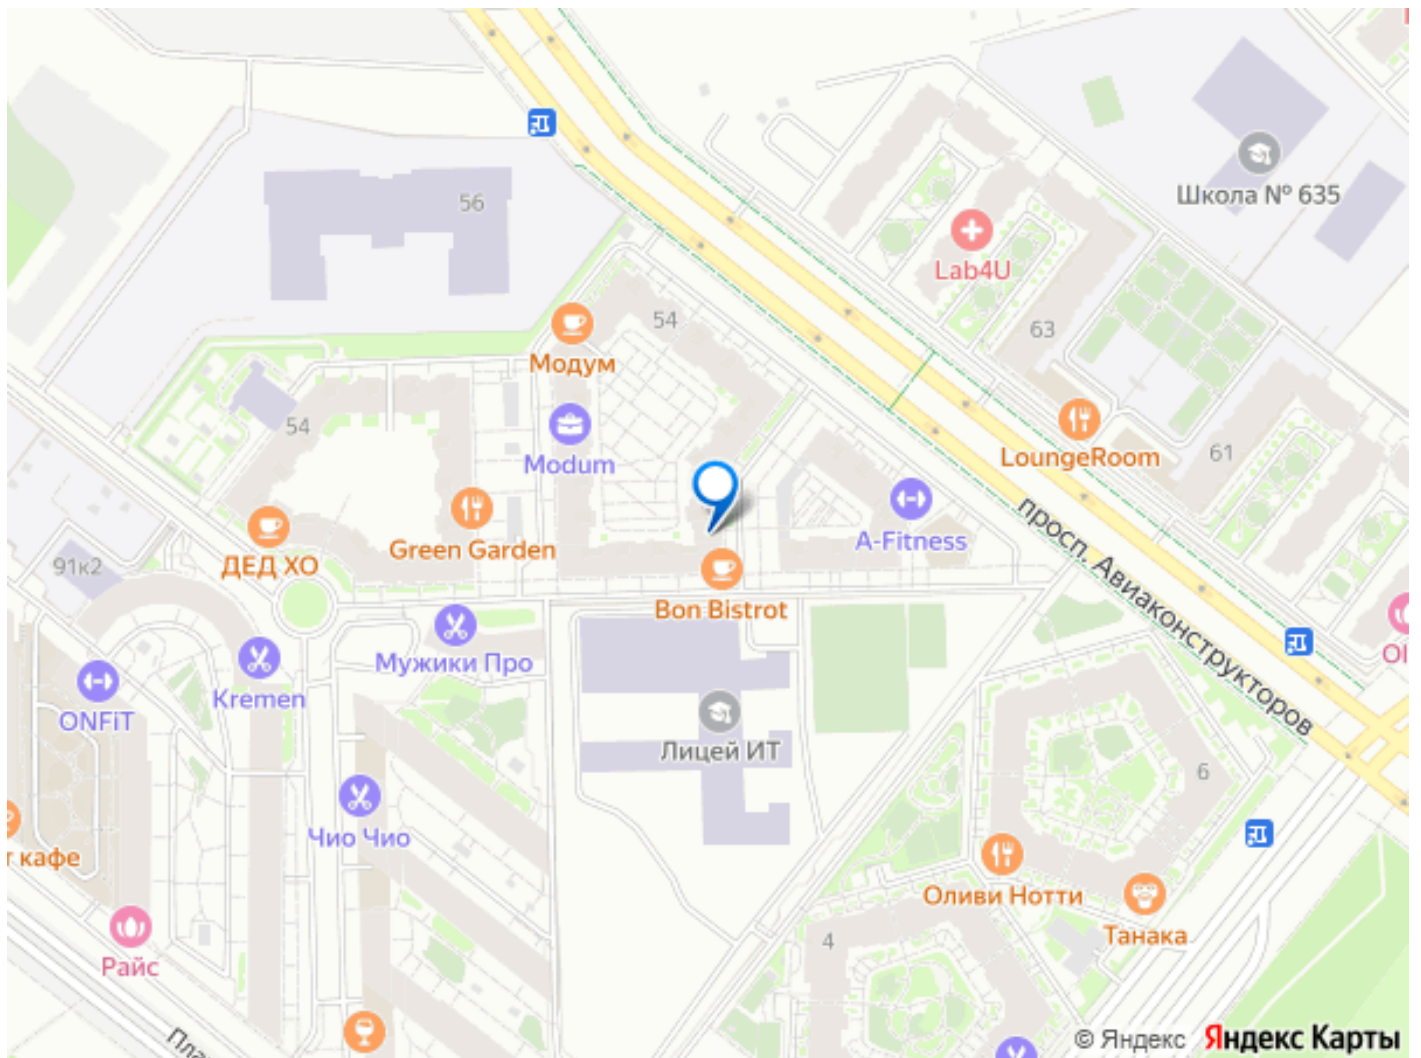 56
Школа № 635
Lab4U
54
63
Модум
54
Modum
LoungeRoom
61
A-Fitness
просп. Авиаконструкторов
Green Garden
ДЕД ХО
91к2
Bon Bistrot
Мужики Про
Kremen
ONFiT
Лицей ИТ
6
Чио Чио
кафе
Оливи Нотти
Танака
4
Райс
© Яндекс Яндекс Карты